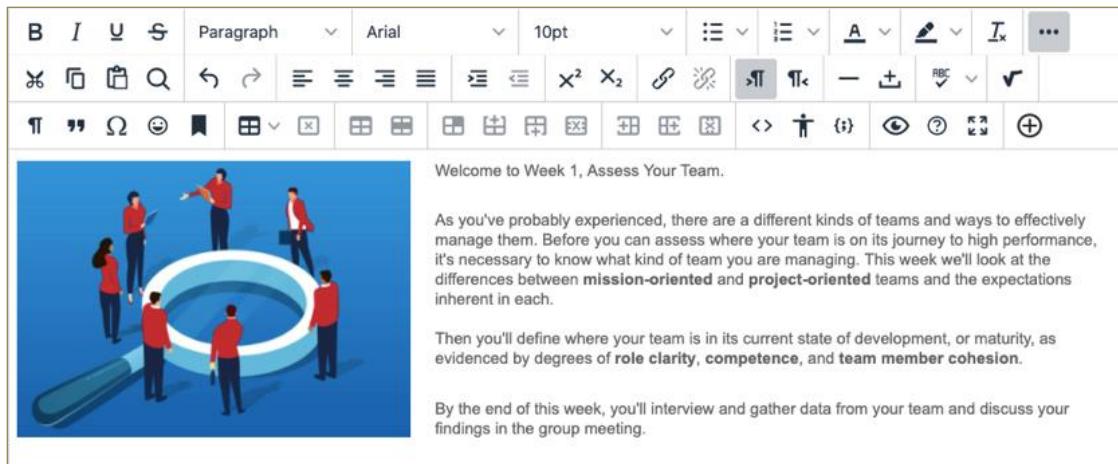 B I U S Paragraph Arial 10pt A
ABC
Welcome to Week 1, Assess Your Team.
As you've probably experienced, there are a different kinds of teams and ways to effectively
manage them. Before you can assess where your team is on its journey to high performance,
it's necessary to know what kind of team you are managing. This week we'll look at the
differences between mission-oriented and project-oriented teams and the expectations
inherent in each.
Then you'll define where your team is in its current state of development, or maturity, as
evidenced by degrees of role clarity, competence, and team member cohesion.
By the end of this week, you'll interview and gather data from your team and discuss your
findings in the group meeting.